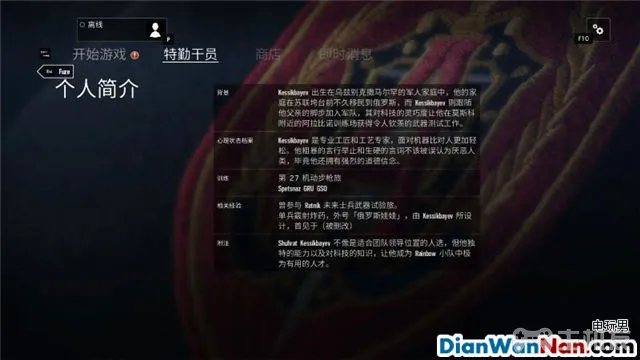 离线
P
F10
开始游戏
特勤干员
商店
即时消息
Esc Fuze
个人简介
背景
Kessikbayev 出生在乌兹别克撒马尔罕的军人家庭中，他的家
庭在苏联垮台前不久移民到俄罗斯，而 Kessikbayev 则跟随
他父亲的脚步加入军队，其对科技的灵巧度让他在莫斯科
附近的阿拉比诺训练场获得令人钦羡的武器测试工作。
心理状态档案
Kessikbayev 是专业工匠和工艺专家，面对机器比对人更加轻
松。他粗暴的言行举止和生硬的言词不该被误认为厌恶人
类，毕竟他还拥有强烈的道德信念。
训练
第 27 机动步枪旅
Spetsnaz GRU GSO
相关经验
曾参与 Ratnik 未来士兵武器试验旅。
单兵霰射炸药，外号「俄罗斯娃娃」，由 Kessikbayev 所设
计，首见于（被删改）
附注
Shuhrat Kessikbayev 不像是适合团队领导位置的人选，但他独
特的能力以及对科技的知识，让他成为 Rainbow 小队中极
为有用的人才。
电玩男
DianWanNan.com